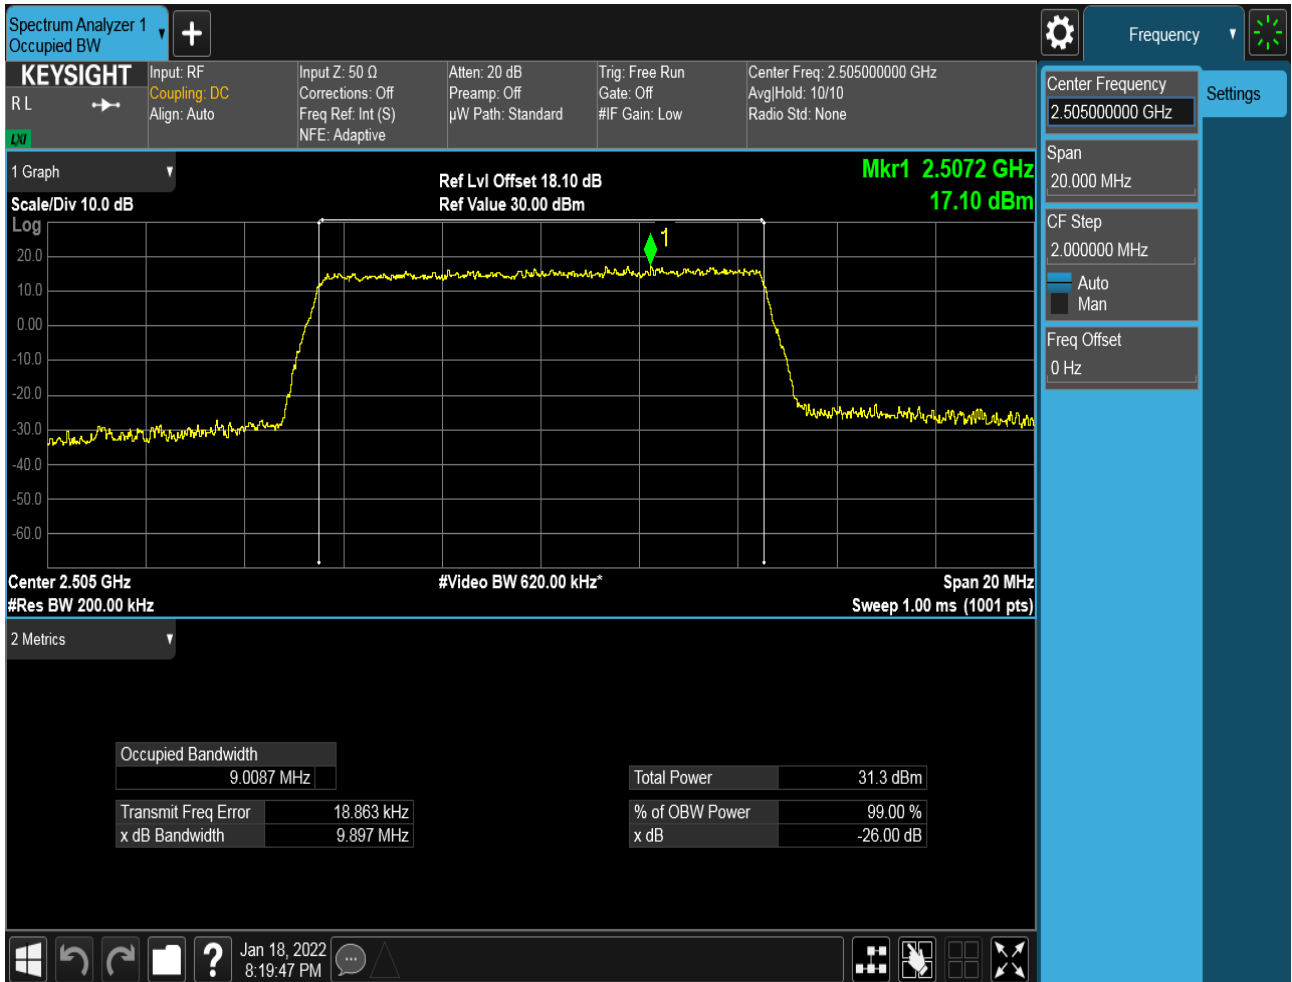 Spectrum Analyzer 1
Occupied BW
Frequency
KEYSIGHT
R L
LXI
Input: RF
Coupling: DC
Align: Auto
Input Z: 50 Ω
Corrections: Off
Freq Ref: Int (S)
NFE: Adaptive
Atten: 20 dB
Preamp: Off
µW Path: Standard
Trig: Free Run
Gate: Off
#IF Gain: Low
Center Freq: 2.505000000 GHz
Avg|Hold: 10/10
Radio Std: None
Center Frequency
2.505000000 GHz
Settings
Span
20.000 MHz
CF Step
2.000000 MHz
Auto
Man
Freq Offset
0 Hz
1 Graph
Scale/Div 10.0 dB
Ref Lvl Offset 18.10 dB
Ref Value 30.00 dBm
Mkr1 2.5072 GHz
17.10 dBm
Log
1
20.0
10.0
0.00
-10.0
-20.0
-30.0
-40.0
-50.0
-60.0
Center 2.505 GHz
#Video BW 620.00 kHz*
Span 20 MHz
#Res BW 200.00 kHz
Sweep 1.00 ms (1001 pts)
2 Metrics
Occupied Bandwidth
9.0087 MHz
Total Power 31.3 dBm
Transmit Freq Error 18.863 kHz
% of OBW Power 99.00 %
x dB Bandwidth 9.897 MHz
x dB -26.00 dB
?
Jan 18, 2022
8:19:47 PM